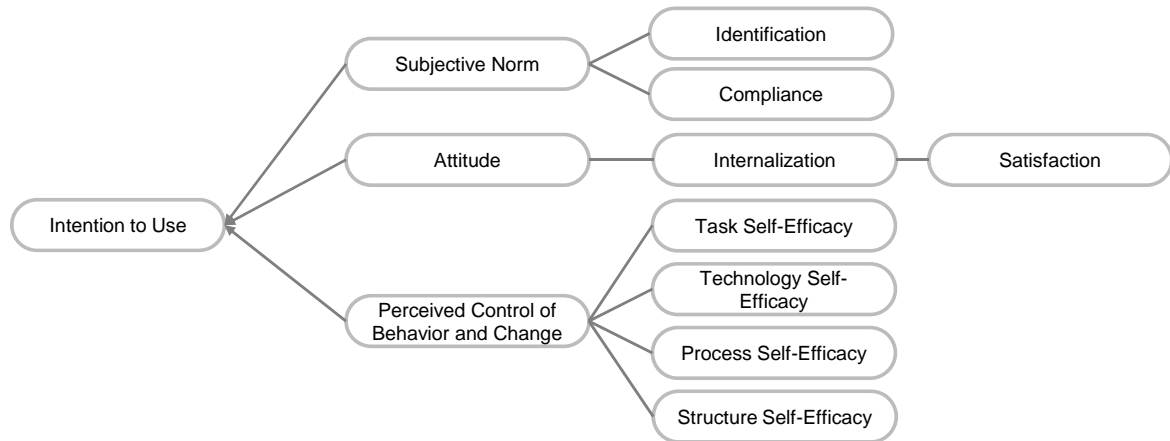 Identification
Subjective Norm
Compliance
Attitude
Internalization
Satisfaction
Intention to Use
Task Self-Efficacy
Technology Self-
Efficacy
Perceived Control of
Behavior and Change
Process Self-Efficacy
Structure Self-Efficacy